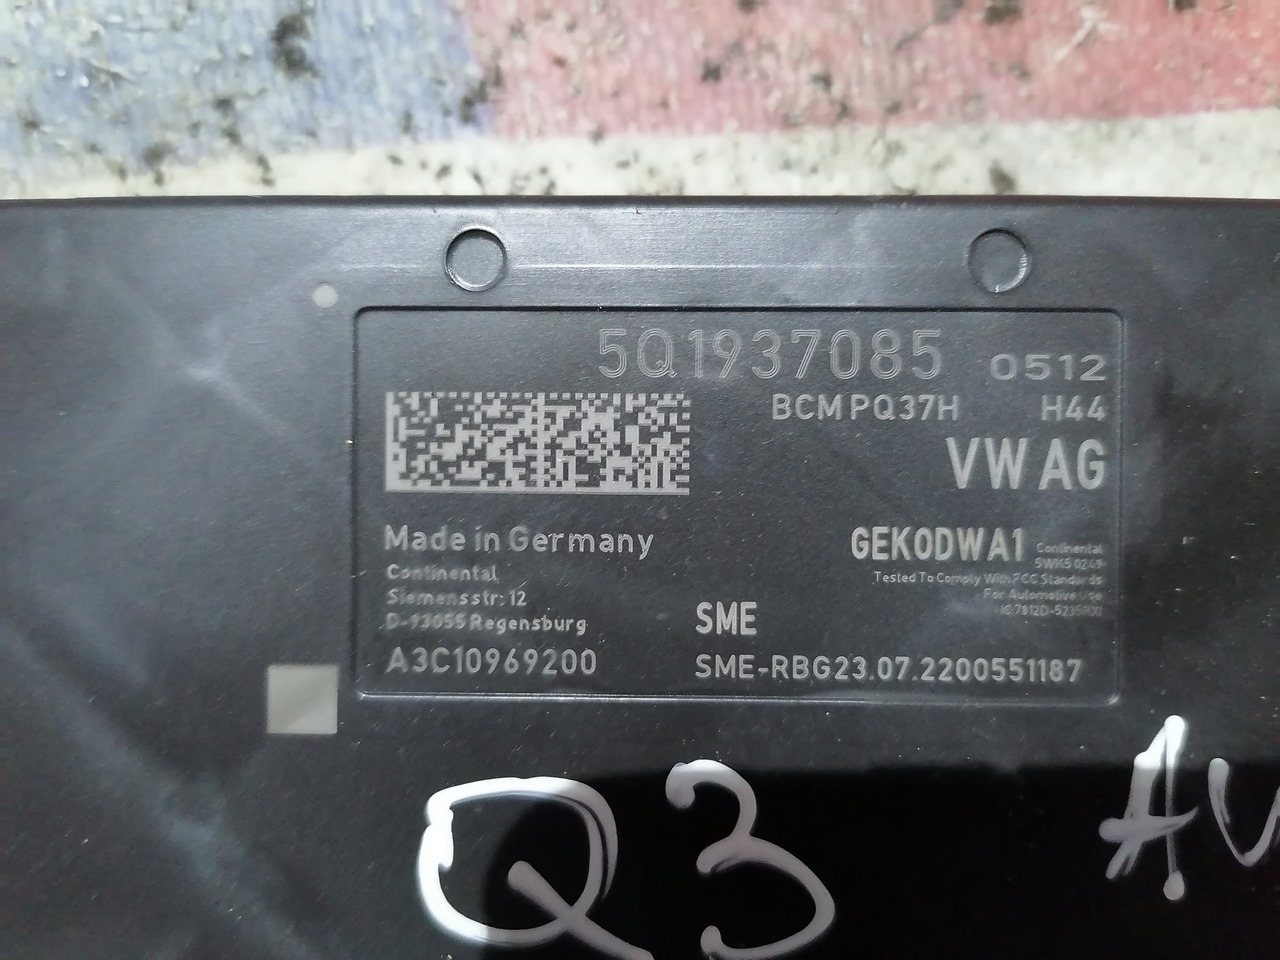 5Q1937085 0512
BCM PQ37H H44
VW AG
Made in Germany
GEK0DWA1
Continental
5WK50249
Continental
Siemensstr: 12
D-93055 Regensburg
Tested To Comply With FCC Standards
For Automotive Use
SME
A3C10969200
SME-RBG23.07.2200551187
Q3